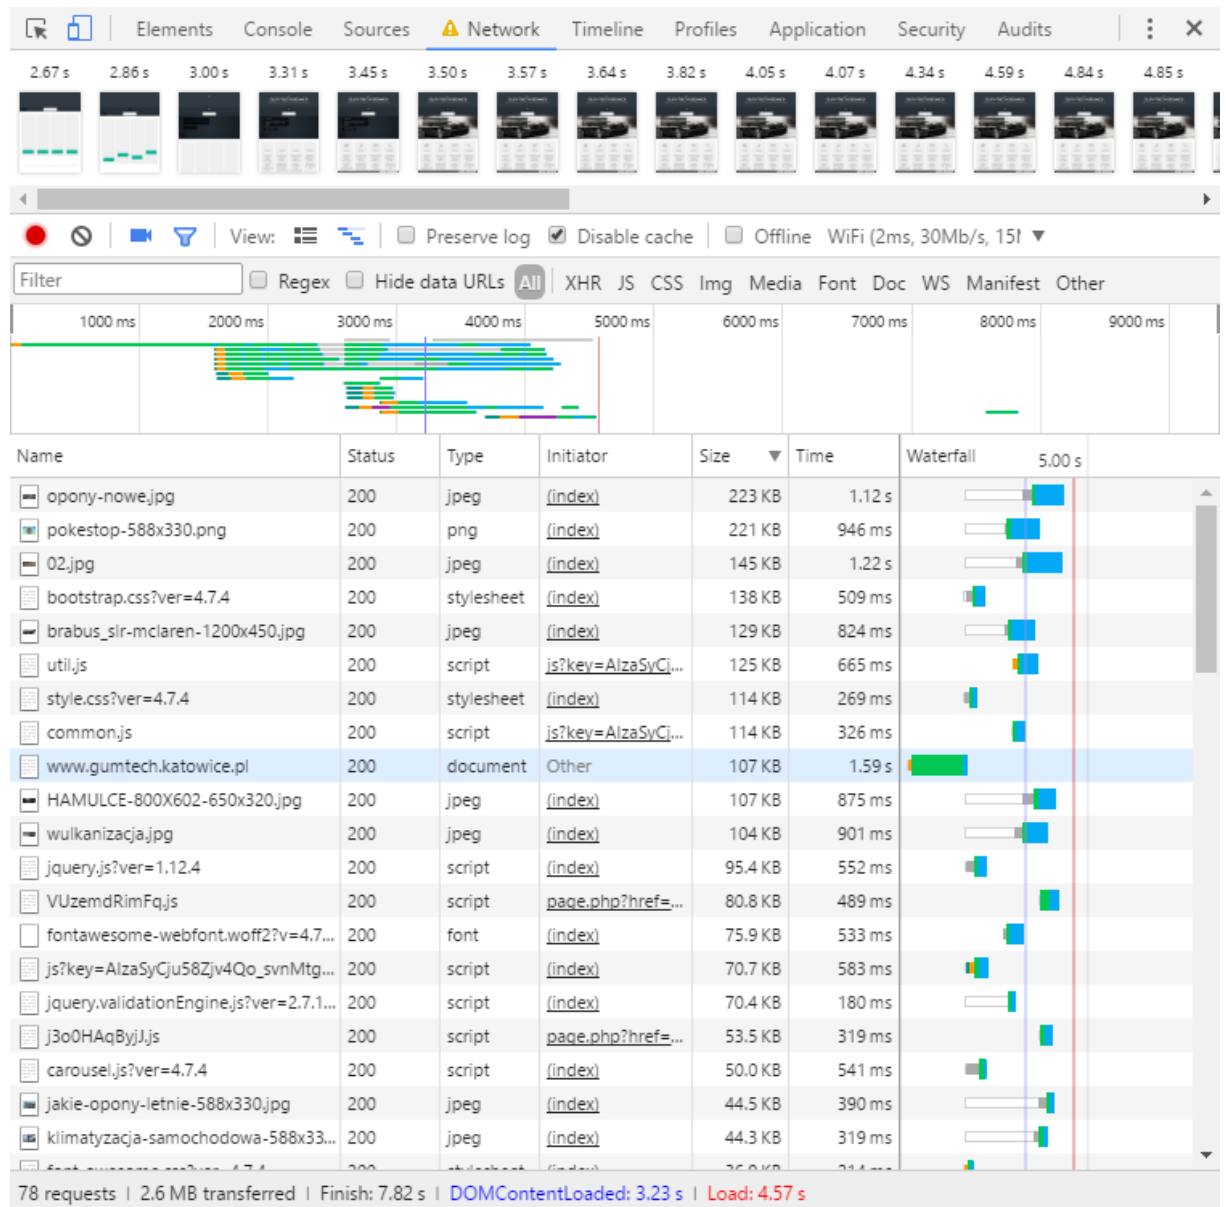 Elements Console Sources Network Timeline Profiles Application Security Audits
2.67 s 2.86 s 3.00 s 3.31 s 3.45 s 3.50 s 3.57 s 3.64 s 3.82 s 4.05 s 4.07 s 4.34 s 4.59 s 4.84 s 4.85 s
View: Preserve log Disable cache Offline WiFi (2ms, 30Mb/s, 15
Filter Regex Hide data URLs All XHR JS CSS Img Media Font Doc WS Manifest Other
1000 ms 2000 ms 3000 ms 4000 ms 5000 ms 6000 ms 7000 ms 8000 ms 9000 ms
Name Status Type Initiator Size Time Waterfall 5.00 s
opony-nowe.jpg 200 jpeg (index) 223 KB 1.12 s
pokestop-588x330.png 200 png (index) 221 KB 946 ms
02.jpg 200 jpeg (index) 145 KB 1.22 s
bootstrap.css?ver=4.7.4 200 stylesheet (index) 138 KB 509 ms
brabus_slr-mclaren-1200x450.jpg 200 jpeg (index) 129 KB 824 ms
util.js 200 script js?key=AIzaSyCj... 125 KB 665 ms
style.css?ver=4.7.4 200 stylesheet (index) 114 KB 269 ms
common.js 200 script js?key=AIzaSyCj... 114 KB 326 ms
www.gumtech.katowice.pl 200 document Other 107 KB 1.59 s
HAMULCE-800X602-650x320.jpg 200 jpeg (index) 107 KB 875 ms
wulkanizacja.jpg 200 jpeg (index) 104 KB 901 ms
jquery.js?ver=1.12.4 200 script (index) 95.4 KB 552 ms
VUzemdRimFq.js 200 script page.php?href=... 80.8 KB 489 ms
fontawesome-webfont.woff2?v=4.7... 200 font (index) 75.9 KB 533 ms
js?key=AIzaSyCju58Zjv4Qo_svnMtg... 200 script (index) 70.7 KB 583 ms
jquery.validationEngine.js?ver=2.7.1... 200 script (index) 70.4 KB 180 ms
j3o0HAqByjJ.js 200 script page.php?href=... 53.5 KB 319 ms
carousel.js?ver=4.7.4 200 script (index) 50.0 KB 541 ms
jakie-opony-letnie-588x330.jpg 200 jpeg (index) 44.5 KB 390 ms
klimatyzacja-samochodowa-588x33... 200 jpeg (index) 44.3 KB 319 ms
78 requests | 2.6 MB transferred | Finish: 7.82 s | DOMContentLoaded: 3.23 s | Load: 4.57 s